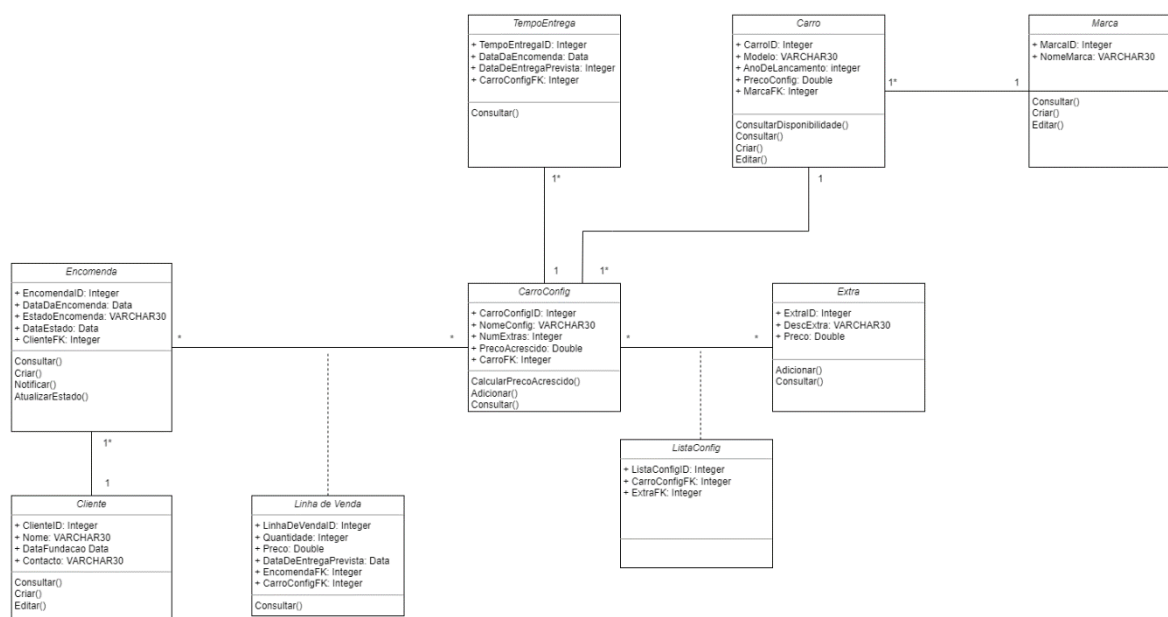 TempoEntrega
+ TempoEntregaID: Integer
+ DataDaEncomenda: Data
+ DataDeEntregaPrevista: Integer
+ CarroConfigFK: Integer
Consultar()
Carro
+ CarroID: Integer
+ Modelo: VARCHAR30
+ AnoDeLancamento: integer
+ PrecoConfig: Double
+ MarcaFK: Integer
ConsultarDisponibilidade()
Consultar()
Criar()
Editar()
1*
1
Marca
+ MarcaID: Integer
+ NomeMarca: VARCHAR30
Consultar()
Criar()
Editar()
1*
1
1
1*
Encomenda
+ EncomendaID: Integer
+ DataDaEncomenda: Data
+ EstadoEncomenda: VARCHAR30
+ DataEstado: Data
+ ClienteFK: Integer
Consultar()
Criar()
Notificar()
AtualizarEstado()
*
*
CarroConfig
+ CarroConfigID: Integer
+ NomeConfig: VARCHAR30
+ NumExtras: Integer
+ PrecoAcrescido: Double
+ CarroFK: Integer
CalcularPrecoAcrescido()
Adicionar()
Consultar()
*
*
Extra
+ ExtraID: Integer
+ DescExtra: VARCHAR30
+ Preco: Double
Adicionar()
Consultar()
1*
1
Cliente
+ ClienteID: Integer
+ Nome: VARCHAR30
+ DataFundacao Data
+ Contacto: VARCHAR30
Consultar()
Criar()
Editar()
Linha de Venda
+ LinhaDeVendaID: Integer
+ Quantidade: Integer
+ Preco: Double
+ DataDeEntregaPrevista: Data
+ EncomendaFK: Integer
+ CarroConfigFK: Integer
Consultar()
ListaConfig
+ ListaConfigID: Integer
+ CarroConfigFK: Integer
+ ExtraFK: Integer